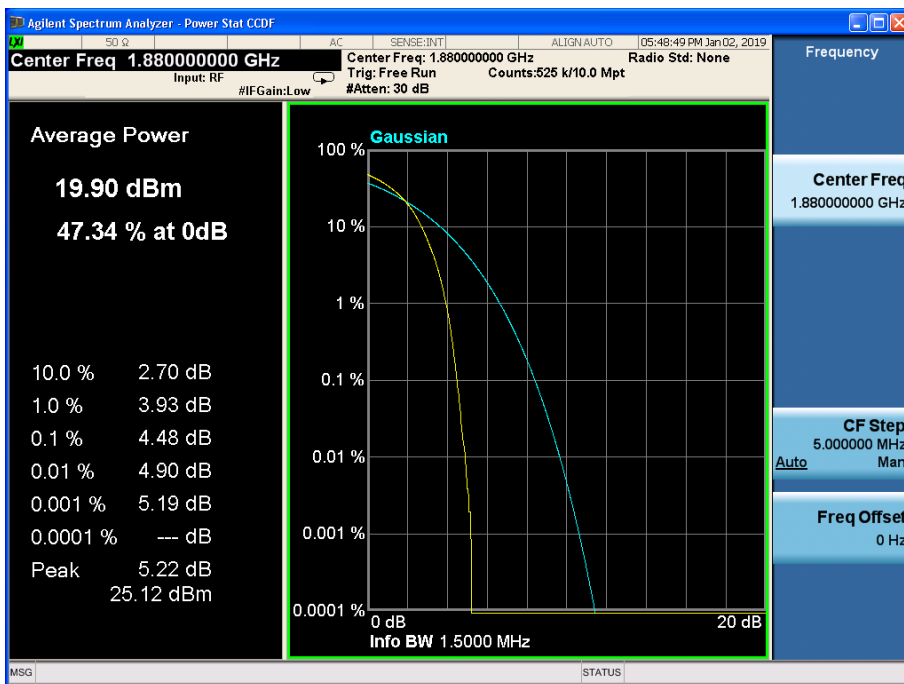 Agilent Spectrum Analyzer - Power Stat CCDF
LXI 50 Ω AC SENSE:INT ALIGN AUTO 05:48:49 PM Jan 02, 2019
Center Freq 1.880000000 GHz
Input: RF
#IFGain:Low
Center Freq: 1.880000000 GHz Radio Std: None
Trig: Free Run Counts:525 k/10.0 Mpt
#Atten: 30 dB
Average Power
19.90 dBm
47.34 % at 0dB
10.0 % 2.70 dB
1.0 % 3.93 dB
0.1 % 4.48 dB
0.01 % 4.90 dB
0.001 % 5.19 dB
0.0001 % --- dB
Peak 5.22 dB
25.12 dBm
Gaussian
100 %
10 %
1 %
0.1 %
0.01 %
0.001 %
0.0001 %
0 dB 20 dB
Info BW 1.5000 MHz
Frequency
Center Freq
1.880000000 GHz
CF Step
5.000000 MHz
Auto Man
Freq Offset
0 Hz
MSG STATUS